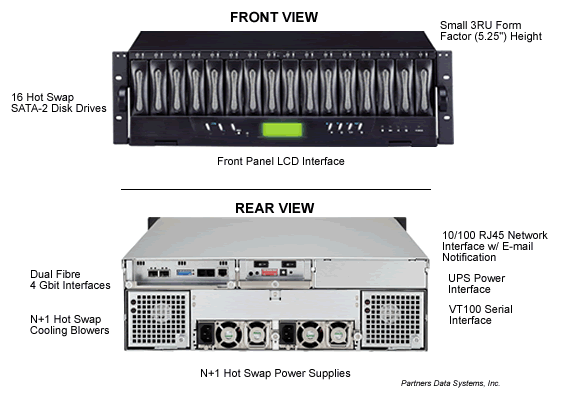 FRONT VIEW
Small 3RU Form
Factor (5.25") Height
16 Hot Swap
SATA-2 Disk Drives
Front Panel LCD Interface
REAR VIEW
10/100 RJ45 Network
Interface w/ E-mail
Notification
Dual Fibre
4 Gbit Interfaces
UPS Power
Interface
N+1 Hot Swap
Cooling Blowers
VT100 Serial
Interface
N+1 Hot Swap Power Supplies
Partners Data Systems, Inc.